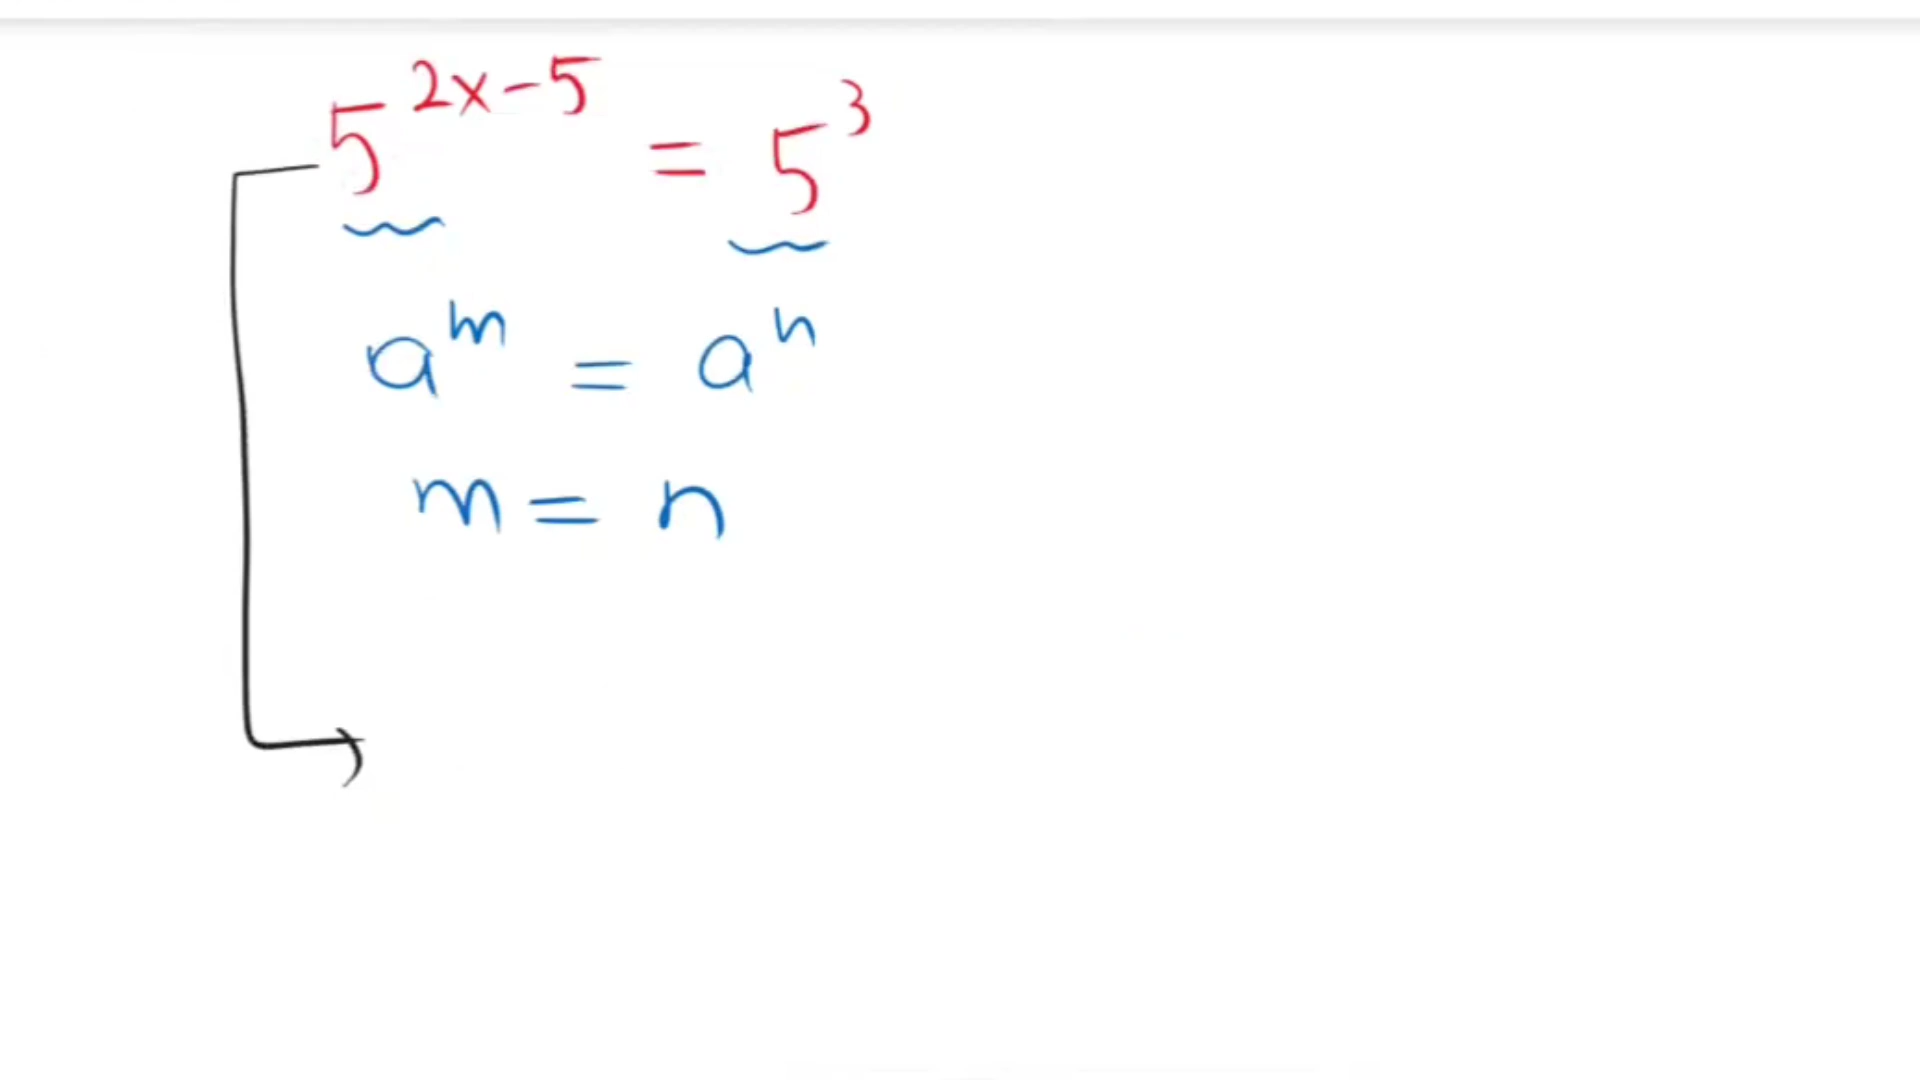 5^{2x-5} = 5^3
a^m = a^n
m = n